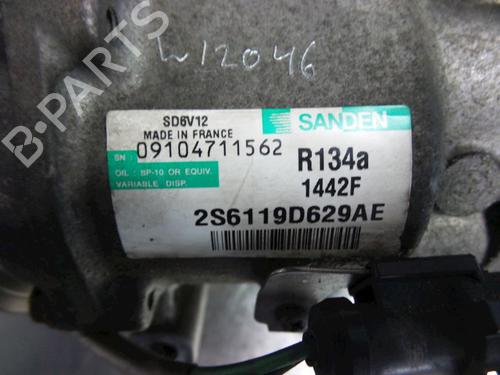 w12046
SD6V12
MADE IN FRANCE
SANDEN
SN: 09104711562
OIL : SP-10 OR EQUIV.
VARIABLE DISP.
R134a
1442F
2S6119D629AE
B-PARTS